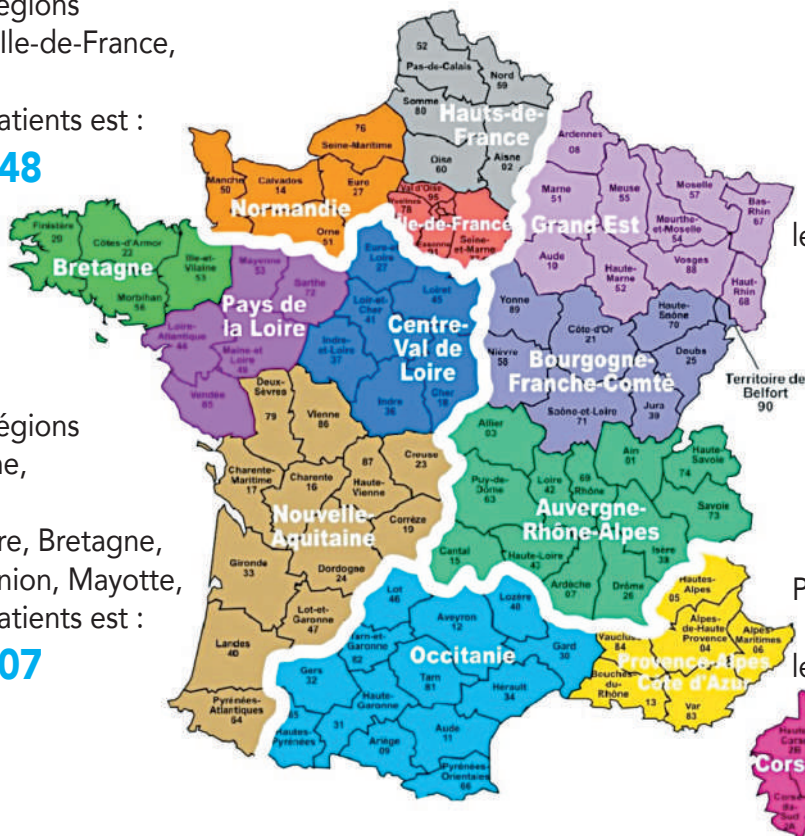 égions
Ile-de-France,
atients est :
48
égions
ne,
re, Bretagne,
nion, Mayotte,
atients est :
07
52
Pas-de-Calais
Nord
59
Somme
80
Hauts-de-
France
Oise
60
Aisne
02
76
Seine-Maritime
Manche
50
Calvados
14
Eure
27
Normandie
Orne
51
Val d'Oise
95
Yvelines
78
Ile-de-France
Essonne
91
Seine-
et-Marne
Ardennes
08
Marne
51
Meuse
55
Moselle
57
Bas-
Rhin
67
Meurthe-
et-Moselle
54
Grand Est
Aube
10
Haute-
Marne
52
Vosges
88
Haut-
Rhin
68
Finistère
29
Côtes-d'Armor
22
Ille-et-
Vilaine
53
Bretagne
Morbihan
56
Mayenne
53
Sarthe
72
Pays de
la Loire
Loire-
Atlantique
44
Maine-et
Loire
49
Vendée
85
Eure-et
Loir
27
Loiret
45
Loir-et-
Cher
41
Centre-
Val de
Loire
Indre-
et-Loire
37
Indre
36
Cher
18
Yonne
89
Côte-d'Or
21
Haute-
Saône
70
Nièvre
58
Doubs
25
Bourgogne-
Franche-Comté
Saône-et-Loire
71
Jura
39
Territoire de
Belfort
90
Deux-
Sèvres
79
Vienne
86
Charente-
Maritime
17
Charente
16
87
Haute-
Vienne
Creuse
23
Nouvelle-
Aquitaine
Corrèze
19
Gironde
33
Dordogne
24
Lot-et-
Garonne
47
Landes
40
Pyrénées-
Atlantiques
64
Allier
03
Puy-de-
Dôme
63
Loire
42
69
Rhône
Ain
01
Haute-
Savoie
74
Savoie
73
Auvergne-
Rhône-Alpes
Cantal
15
Haute-Loire
43
Isère
38
Ardèche
07
Drôme
26
Lot
46
Lozère
48
Aveyron
12
Tarn-et-
Garonne
82
Gard
30
Occitanie
Gers
32
Tarn
81
Hérault
34
Haute-
Garonne
31
65
Hautes-
Pyrénées
Ariège
09
Aude
11
Pyrénées-
Orientales
66
Hautes-
Alpes
05
Alpes-
de-Haute
Provence
04
Alpes-
Maritimes
06
Vaucluse
84
Provence-Alpes
Côte d'Azur
Bouches-
du-
Rhône
13
Var
83
le
P
le
Haute
Corse
2B
Cors
Corse-
du-
Sud
2A